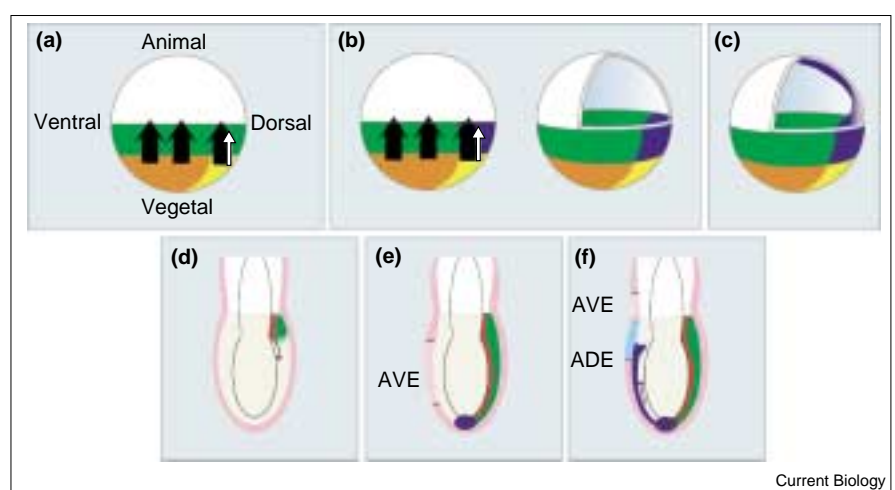 (a)
Animal
Ventral
Dorsal
Vegetal
(b)
(c)
(d)
(e)
AVE
(f)
AVE
ADE
Current Biology